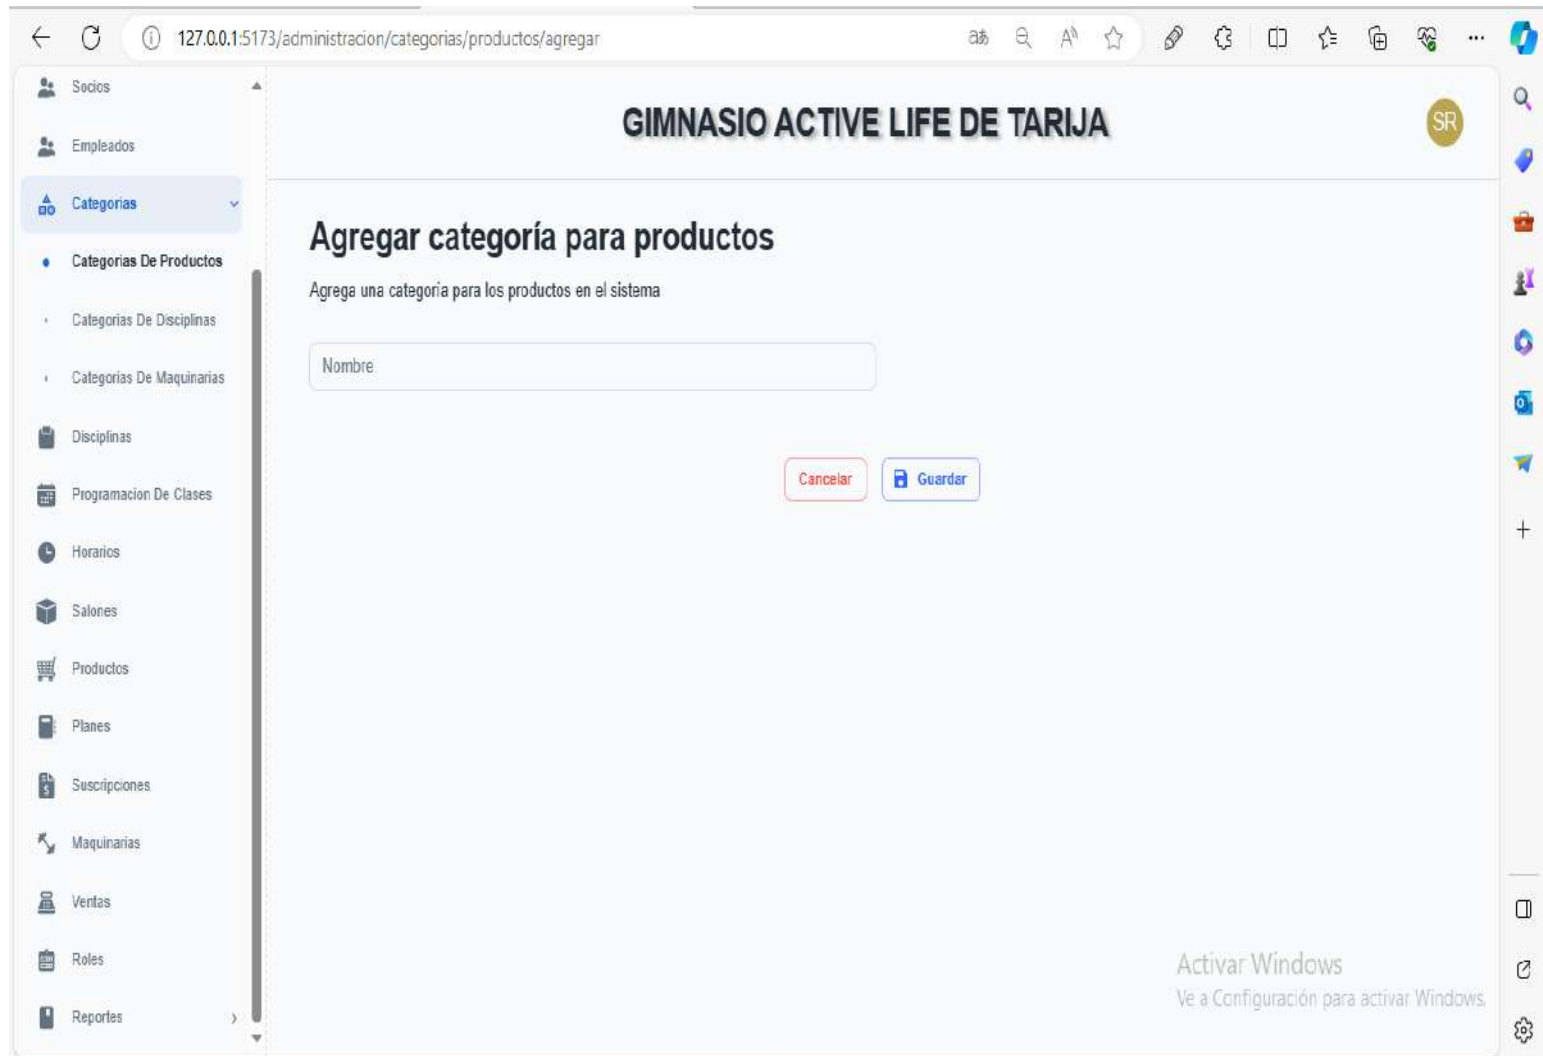 127.0.0.1:5173/administracion/categorias/productos/agregar
Socios
Empleados
Categorias
Categorias De Productos
Categorias De Disciplinas
Categorias De Maquinarias
Disciplinas
Programacion De Clases
Horarios
Salones
Productos
Planes
Suscripciones
Maquinarias
Ventas
Roles
Reportes
GIMNASIO ACTIVE LIFE DE TARIJA
SR
Agregar categoría para productos
Agrega una categoria para los productos en el sistema
Nombre
Cancelar
Guardar
Activar Windows
Ve a Configuración para activar Windows.